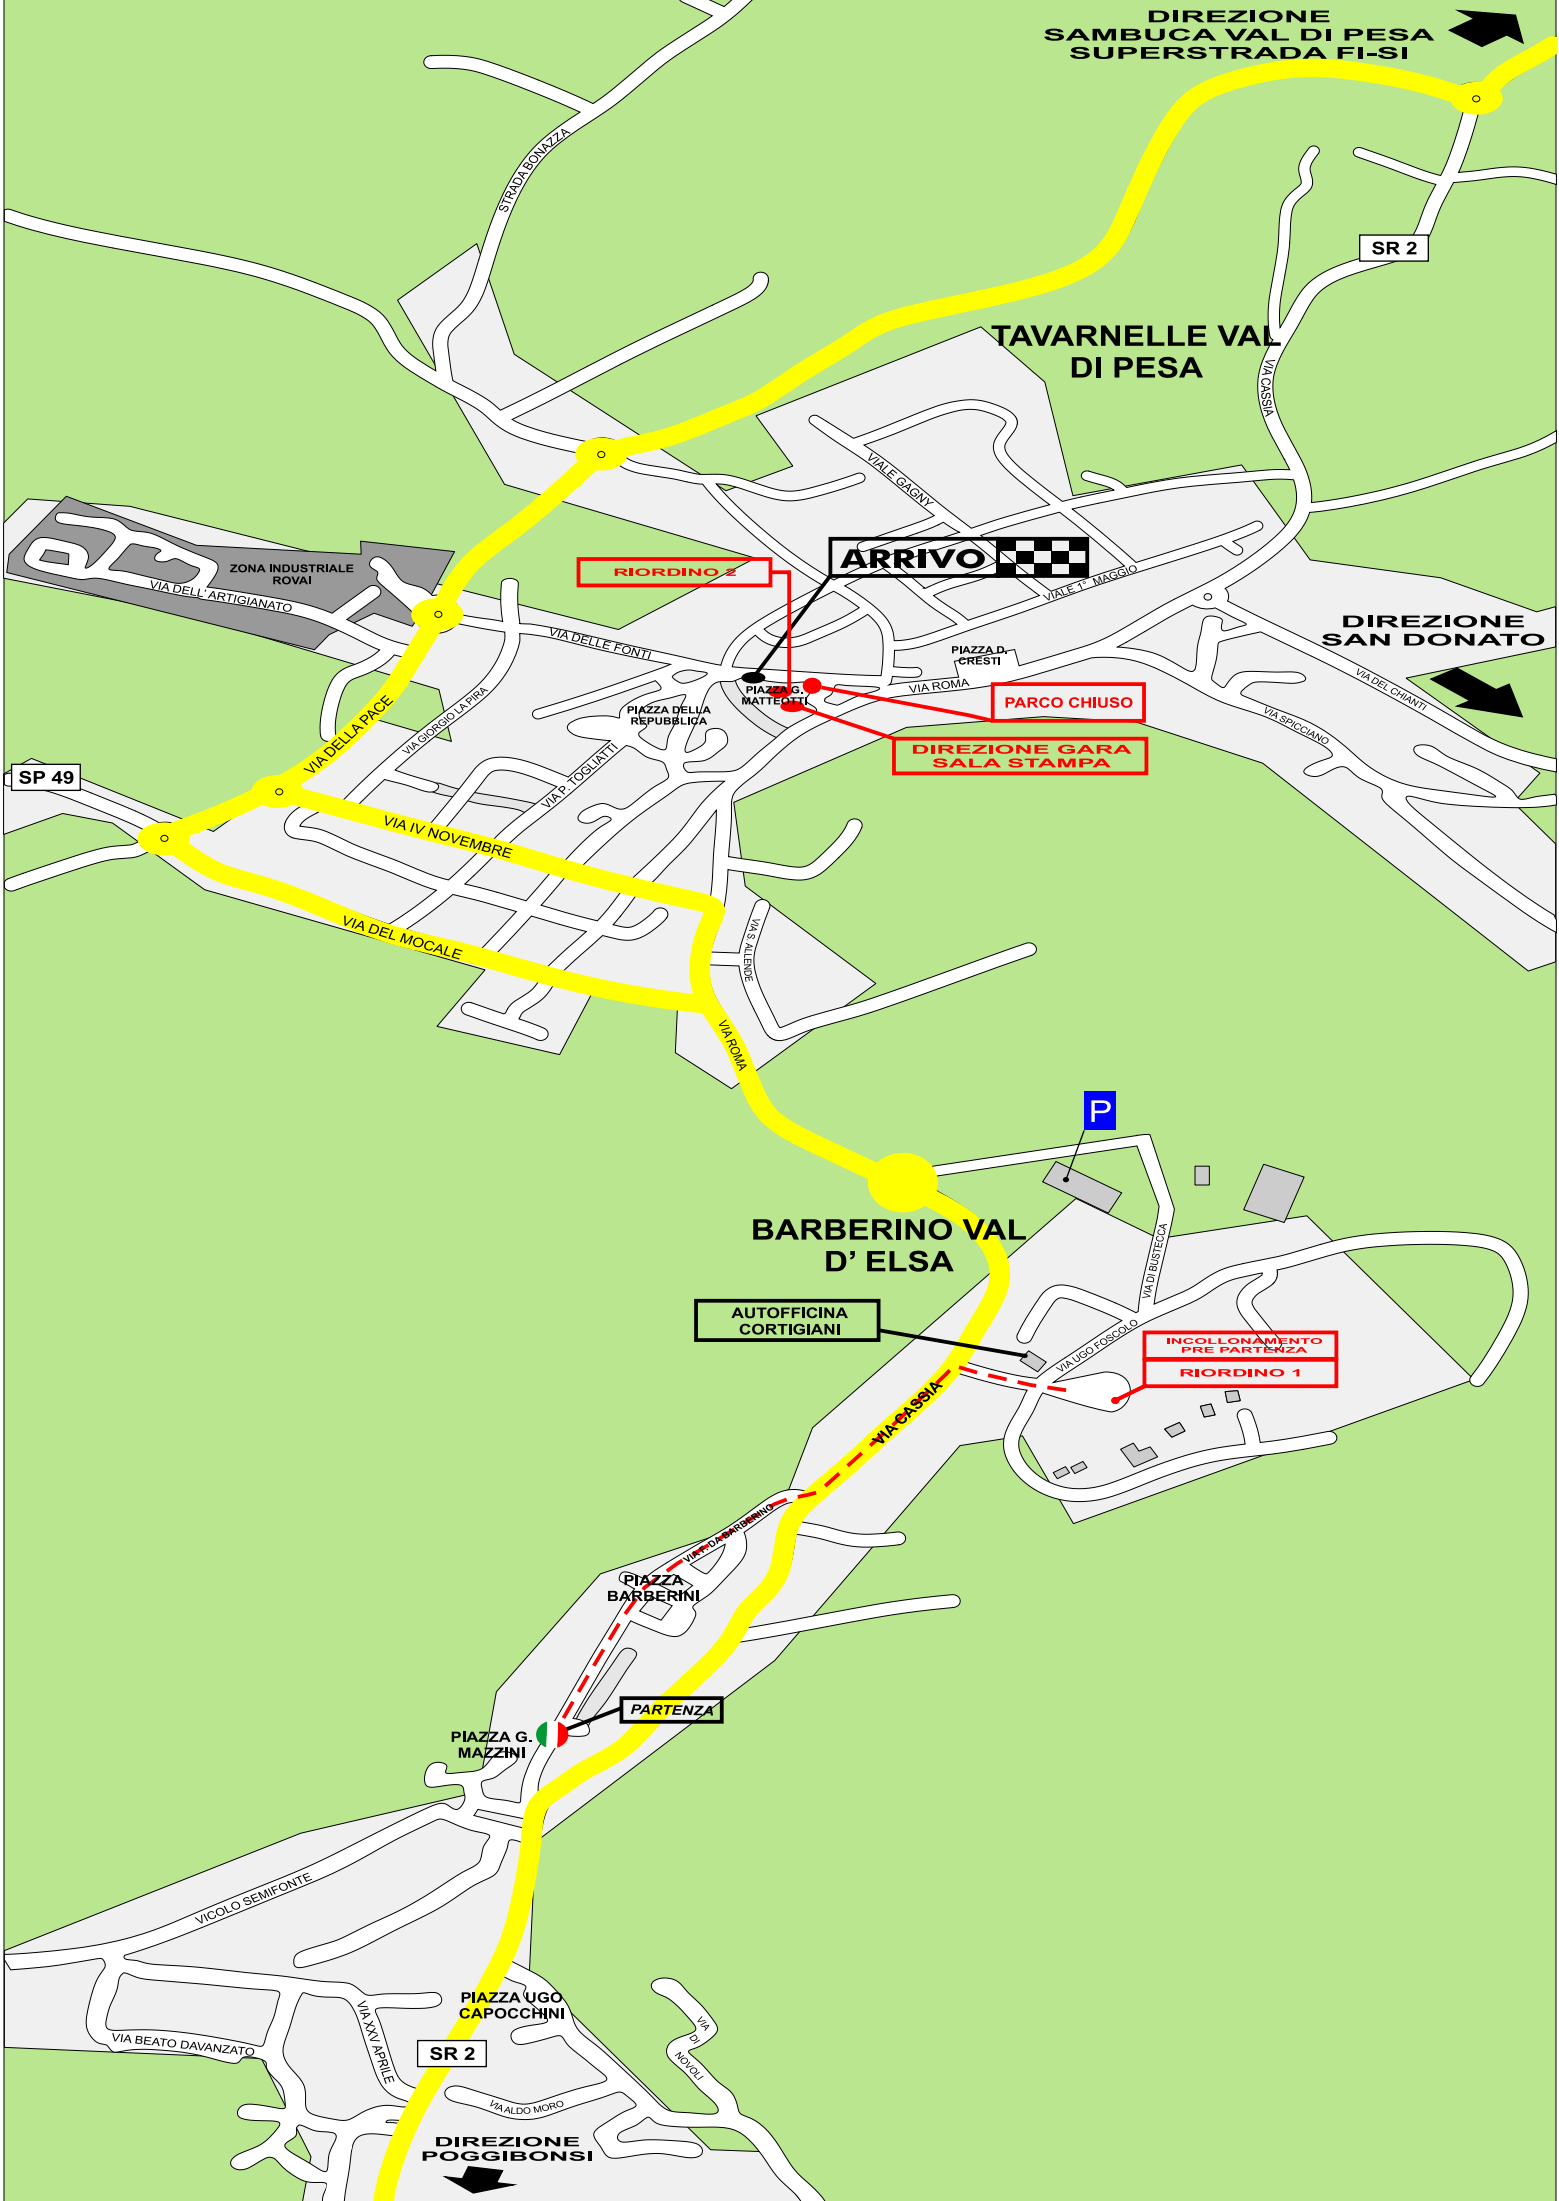 DIREZIONE
SAMBUCA VAL DI PESA
SUPERSTRADA FI-SI
STRADA BONAZZA
SR 2
TAVARNELLE VAL
DI PESA
VIA CASSIA
VIALE GAGNY
ARRIVO
ZONA INDUSTRIALE
ROVAI
RIORDINO 2
VIA DELL' ARTIGIANATO
VIALE 1° MAGGIO
DIREZIONE
SAN DONATO
VIA DELLE FONTI
PIAZZA D.
CRESTI
VIA ROMA
PIAZZA G.
MATTEOTTI
PARCO CHIUSO
VIA DEL CHIANTI
PIAZZA DELLA
REPUBBLICA
VIA GIORGIO LA PIRA
VIA SPICCIANO
VIA DELLA PACE
DIREZIONE GARA
SALA STAMPA
SP 49
VIA P. TOGLIATTI
VIA IV NOVEMBRE
VIA DEL MOCALE
VIA S. ALLENDE
VIA ROMA
P
BARBERINO VAL
D' ELSA
VIA DI BUSTECCA
AUTOFFICINA
CORTIGIANI
VIA UGO FOSCOLO
INCOLLONAMENTO
PRE PARTENZA
RIORDINO 1
VIA CASSIA
VIA F. DA BARBERINO
PIAZZA
BARBERINI
PARTENZA
PIAZZA G.
MAZZINI
VICOLO SEMIFONTE
PIAZZA UGO
CAPOCCHINI
VIA BEATO DAVANZATO
VIA XXV APRILE
SR 2
VIA
DI
NOVOLI
VIA ALDO MORO
DIREZIONE
POGGIBONSI